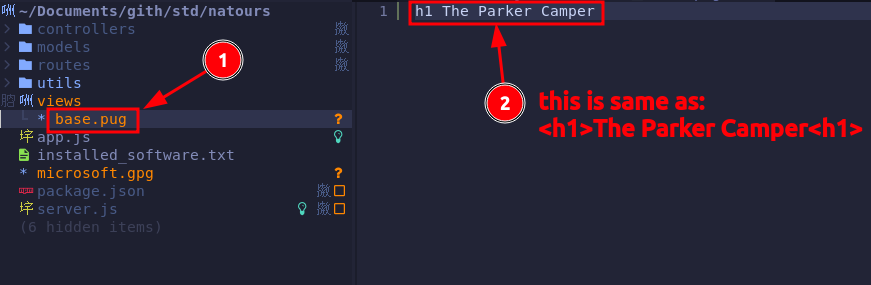 ~/Documents/gith/std/natours
controllers
models
routes
utils
views
* base.pug ?
app.js
installed_software.txt
* microsoft.gpg ?
package.json
server.js
(6 hidden items)
1 h1 The Parker Camper
1
2
this is same as:
<h1>The Parker Camper<h1>